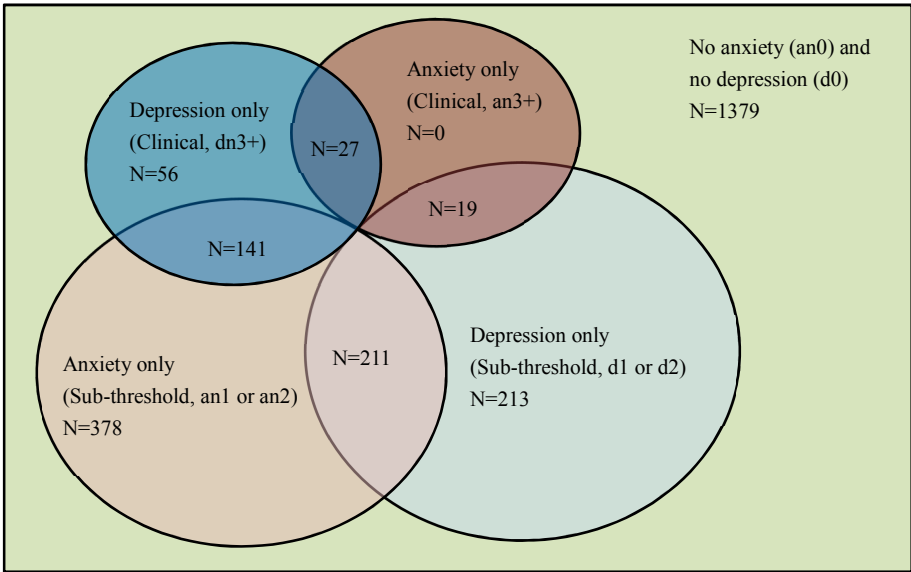 No anxiety (an0) and
no depression (d0)
N=1379
Anxiety only
(Clinical, an3+)
N=0
Depression only
(Clinical, dn3+)
N=56
N=27
N=19
N=141
Anxiety only
(Sub-threshold, an1 or an2)
N=378
N=211
Depression only
(Sub-threshold, d1 or d2)
N=213